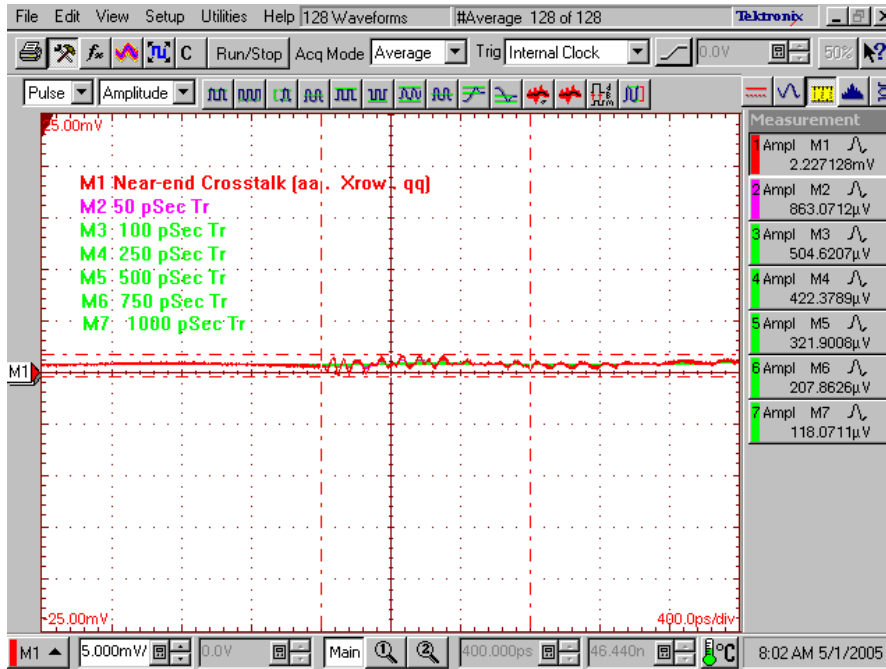 File Edit View Setup Utilities Help 128 Waveforms #Average 128 of 128 Tektronix
C Run/Stop Acq Mode Average Trig Internal Clock 0.0V 50%
Pulse Amplitude
25.00mV
M1 Near-end Crosstalk (aa . Xrow . qq)
M2 50 pSec Tr
M3: 100 pSec Tr
M4: 250 pSec Tr
M5: 500 pSec Tr
M6: 750 pSec Tr
M7: 1000 pSec Tr
M1
-25.00mV
400.0ps/div
Measurement
1 Ampl M1
2.227128mV
2 Ampl M2
863.0712µV
3 Ampl M3
504.6207µV
4 Ampl M4
422.3789µV
5 Ampl M5
321.9008µV
6 Ampl M6
207.8626µV
7 Ampl M7
118.0711µV
M1 5.000mV/ 0.0V Main 1 2 400.000ps 46.440n °C 8:02 AM 5/1/2005